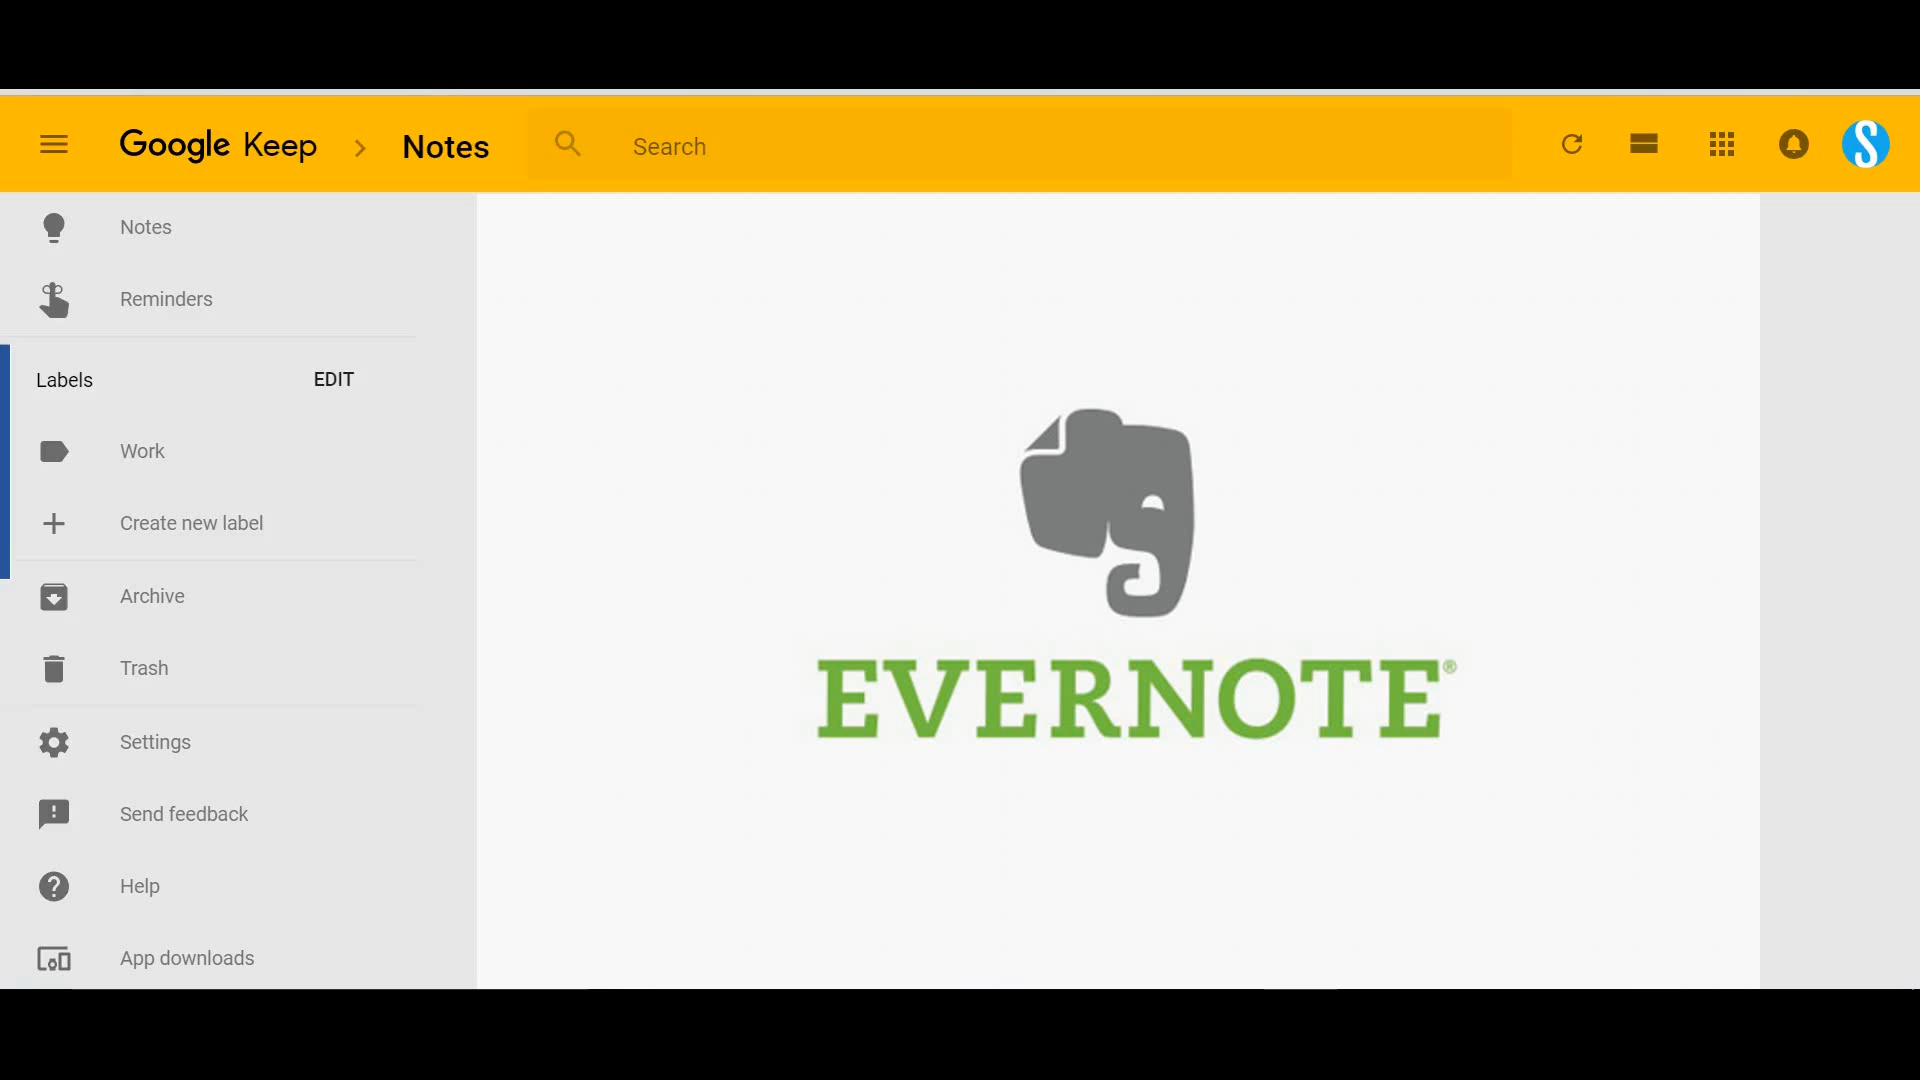 Google Keep > Notes
Search
S
Notes
Reminders
Labels EDIT
Work
Create new label
Archive
Trash
Settings
Send feedback
Help
App downloads
EVERNOTE®